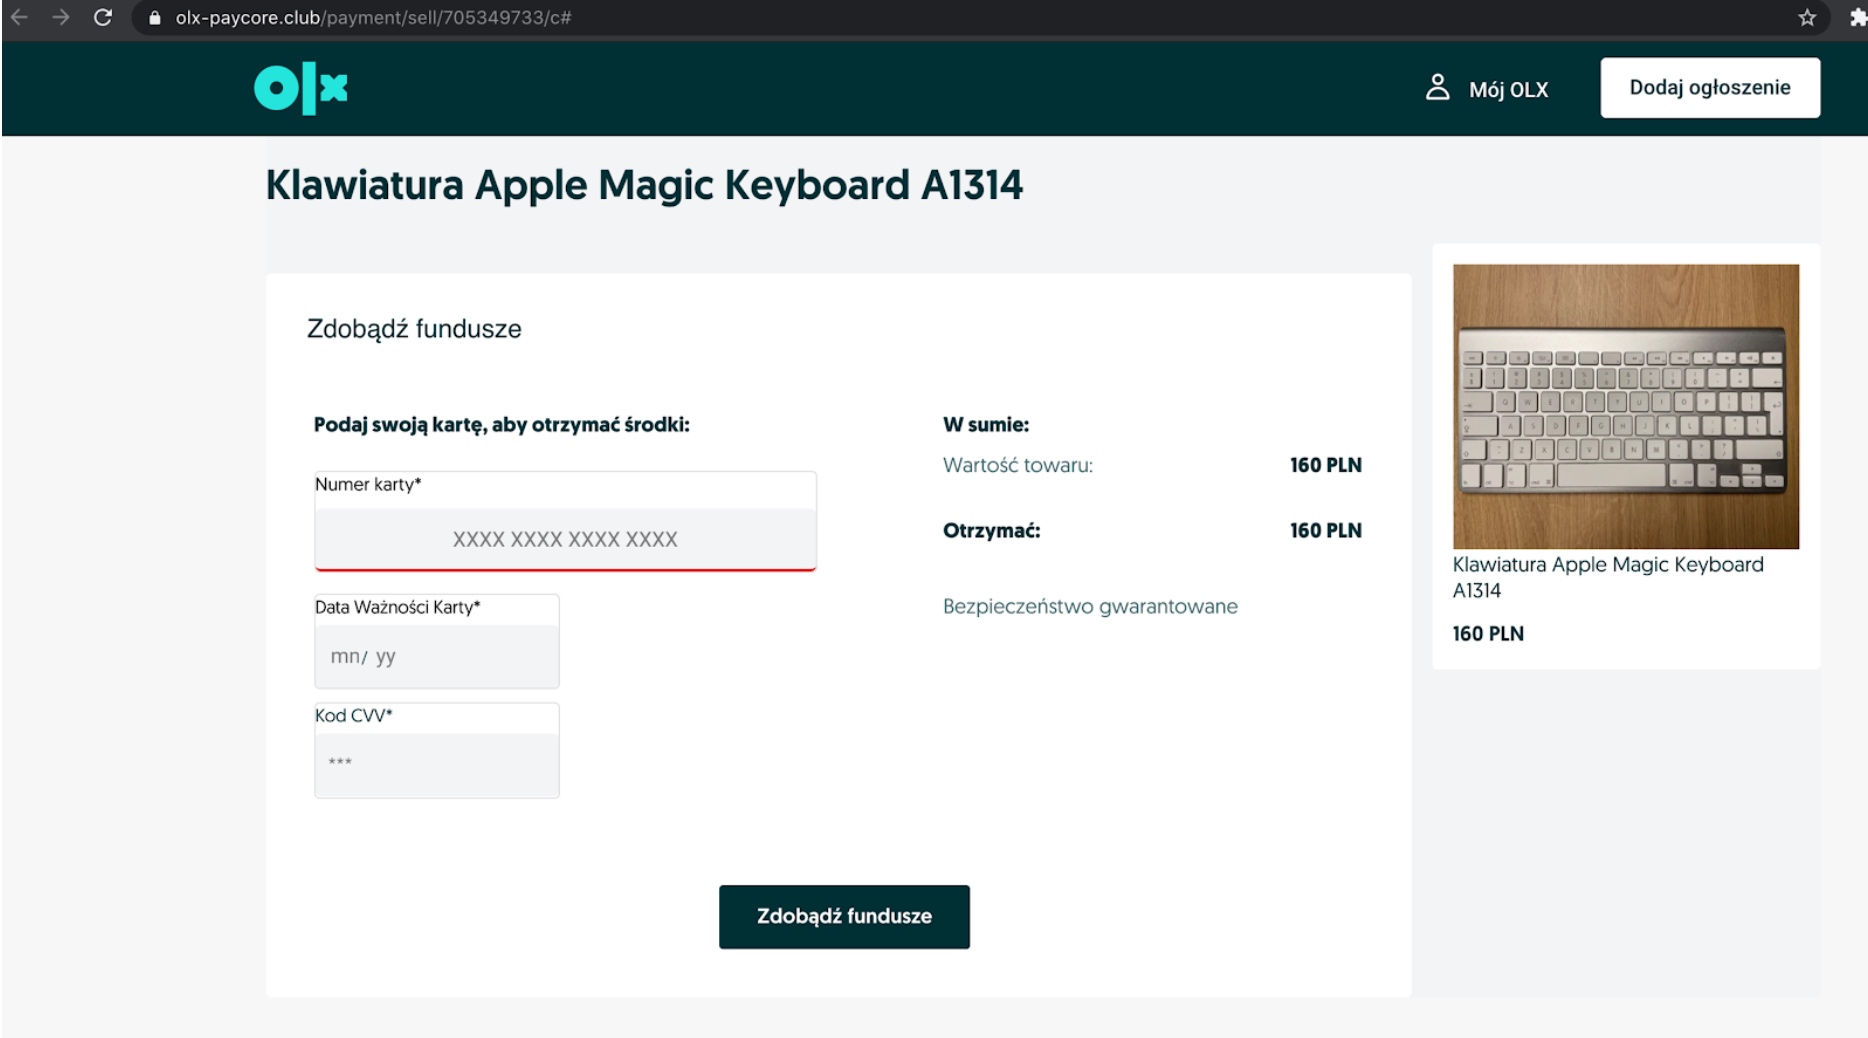 olx-paycore.club/payment/sell/705349733/c#
olx
Mój OLX
Dodaj ogłoszenie
Klawiatura Apple Magic Keyboard A1314
Zdobądź fundusze
Podaj swoją kartę, aby otrzymać środki:
Numer karty*
XXXX XXXX XXXX XXXX
Data Ważności Karty*
mn/ yy
Kod CVV*
***
W sumie:
Wartość towaru: 160 PLN
Otrzymać: 160 PLN
Bezpieczeństwo gwarantowane
Zdobądź fundusze
Klawiatura Apple Magic Keyboard
A1314
160 PLN